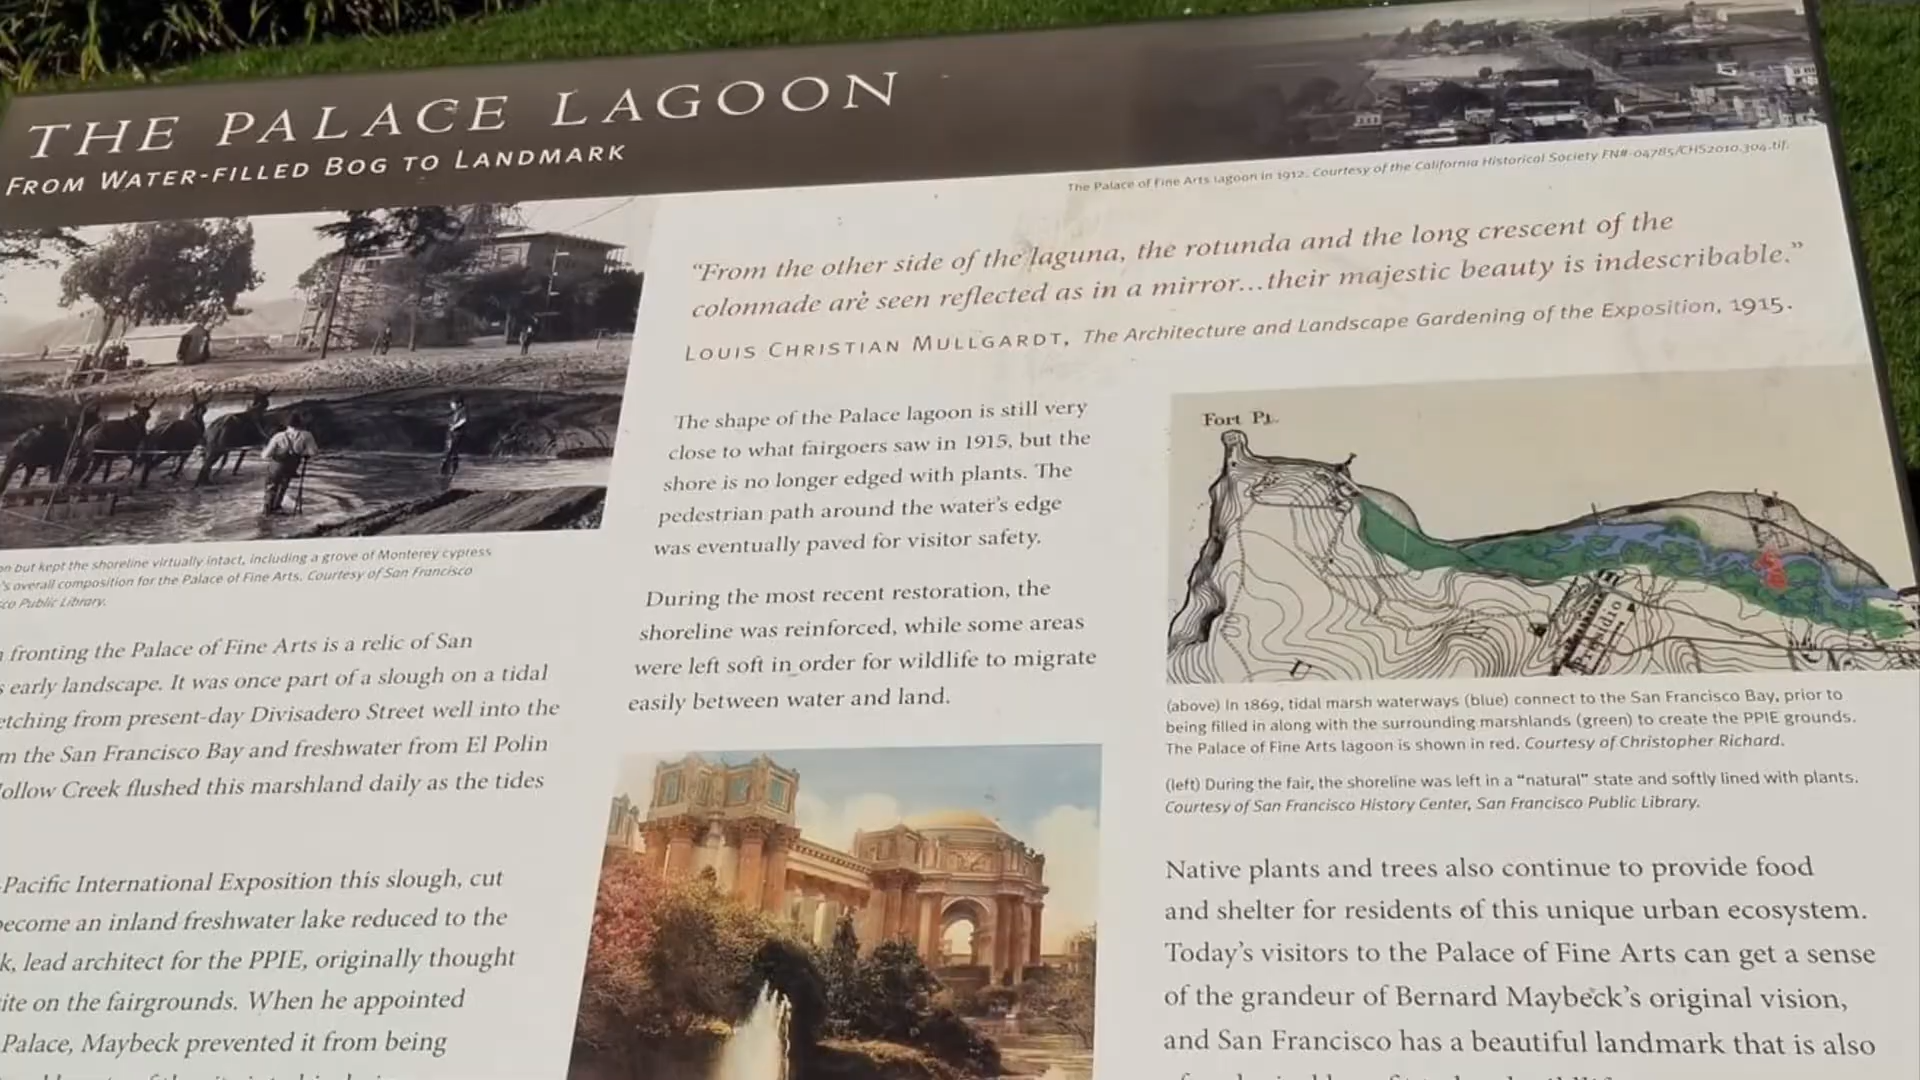 THE PALACE LAGOON
FROM WATER-FILLED BOG TO LANDMARK
The Palace of Fine Arts lagoon in 1912. Courtesy of the California Historical Society FN#-04785/CHS2010.304.tif.
“From the other side of the laguna, the rotunda and the long crescent of the
colonnade are seen reflected as in a mirror...their majestic beauty is indescribable.”
LOUIS CHRISTIAN MULLGARDT, The Architecture and Landscape Gardening of the Exposition, 1915.
but kept the shoreline virtually intact, including a grove of Monterey cypress
's overall composition for the Palace of Fine Arts. Courtesy of San Francisco
Public Library.
fronting the Palace of Fine Arts is a relic of San
early landscape. It was once part of a slough on a tidal
from present-day Divisadero Street well into the
the San Francisco Bay and freshwater from El Polin
Creek flushed this marshland daily as the tides
-Pacific International Exposition this slough, cut
become an inland freshwater lake reduced to the
lead architect for the PPIE, originally thought
on the fairgrounds. When he appointed
Palace, Maybeck prevented it from being
The shape of the Palace lagoon is still very
close to what fairgoers saw in 1915, but the
shore is no longer edged with plants. The
pedestrian path around the water's edge
was eventually paved for visitor safety.
During the most recent restoration, the
shoreline was reinforced, while some areas
were left soft in order for wildlife to migrate
easily between water and land.
Fort Pt.
Presidio
(above) In 1869, tidal marsh waterways (blue) connect to the San Francisco Bay, prior to
being filled in along with the surrounding marshlands (green) to create the PPIE grounds.
The Palace of Fine Arts lagoon is shown in red. Courtesy of Christopher Richard.
(left) During the fair, the shoreline was left in a “natural” state and softly lined with plants.
Courtesy of San Francisco History Center, San Francisco Public Library.
Native plants and trees also continue to provide food
and shelter for residents of this unique urban ecosystem.
Today's visitors to the Palace of Fine Arts can get a sense
of the grandeur of Bernard Maybeck's original vision,
and San Francisco has a beautiful landmark that is also